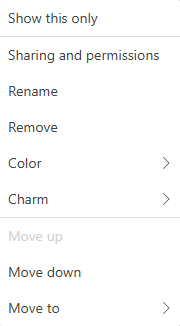 Show this only
Sharing and permissions
Rename
Remove
Color
Charm
Move up
Move down
Move to